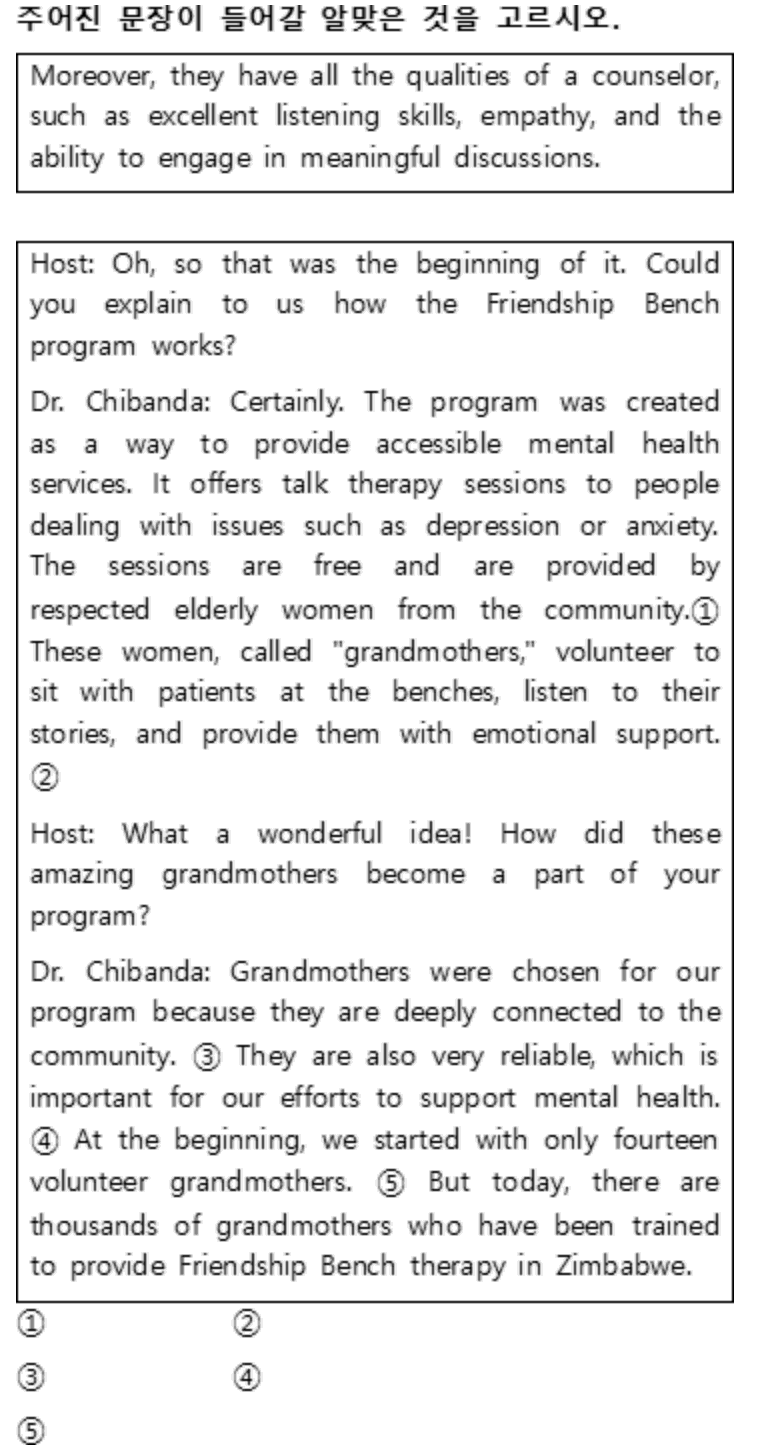 주어진 문장이 들어갈 알맞은 것을 고르시오.
Moreover, they have all the qualities of a counselor,
such as excellent listening skills, empathy, and the
ability to engage in meaningful discussions.
Host: Oh, so that was the beginning of it. Could
you explain to us how the Friendship Bench
program works?
Dr. Chibanda: Certainly. The program was created
as a way to provide accessible mental health
services. It offers talk therapy sessions to people
dealing with issues such as depression or anxiety.
The sessions are free and are provided by
respected elderly women from the community.①
These women, called "grandmothers," volunteer to
sit with patients at the benches, listen to their
stories, and provide them with emotional support.
②
Host: What a wonderful idea! How did these
amazing grandmothers become a part of your
program?
Dr. Chibanda: Grandmothers were chosen for our
program because they are deeply connected to the
community. ③ They are also very reliable, which is
important for our efforts to support mental health.
④ At the beginning, we started with only fourteen
volunteer grandmothers. ⑤ But today, there are
thousands of grandmothers who have been trained
to provide Friendship Bench therapy in Zimbabwe.
① ②
③ ④
⑤